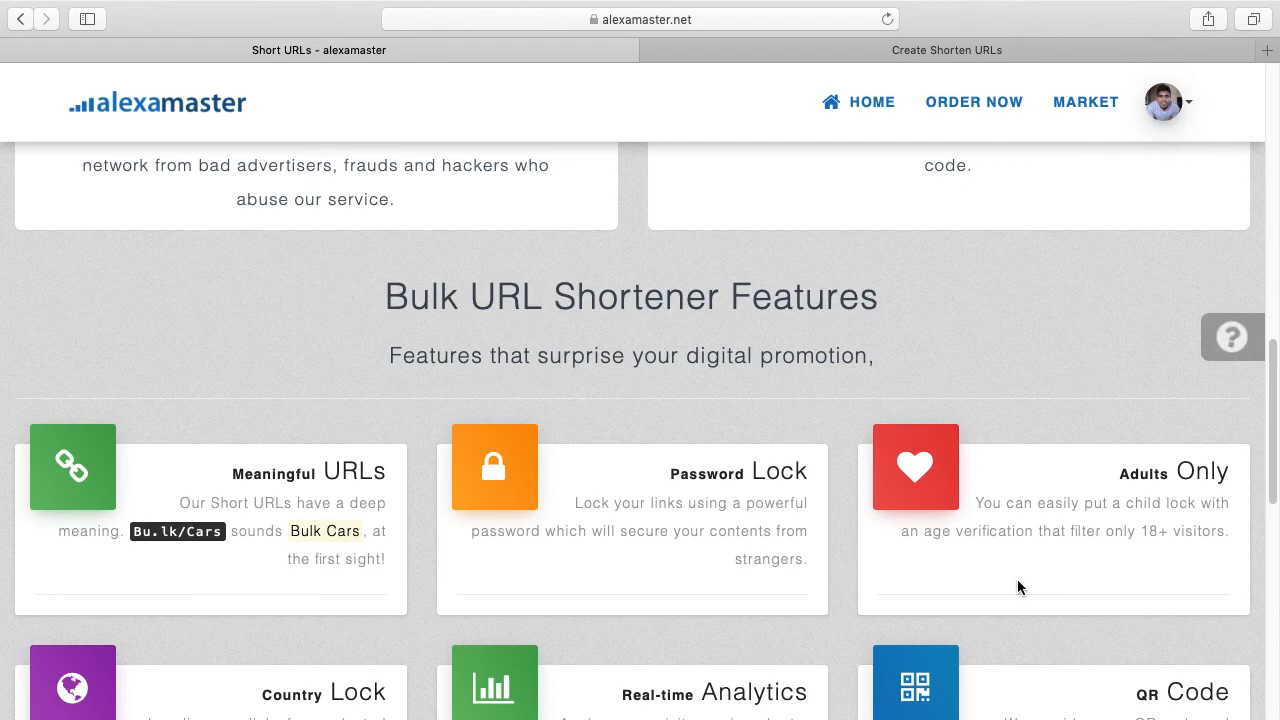 alexamaster.net
Short URLs - alexamaster
Create Shorten URLs
alexamaster
HOME
ORDER NOW
MARKET
network from bad advertisers, frauds and hackers who
abuse our service.
code.
Bulk URL Shortener Features
Features that surprise your digital promotion,
Meaningful URLs
Our Short URLs have a deep
meaning. Bu.lk/Cars sounds Bulk Cars, at
the first sight!
Password Lock
Lock your links using a powerful
password which will secure your contents from
strangers.
Adults Only
You can easily put a child lock with
an age verification that filter only 18+ visitors.
Country Lock
Real-time Analytics
QR Code